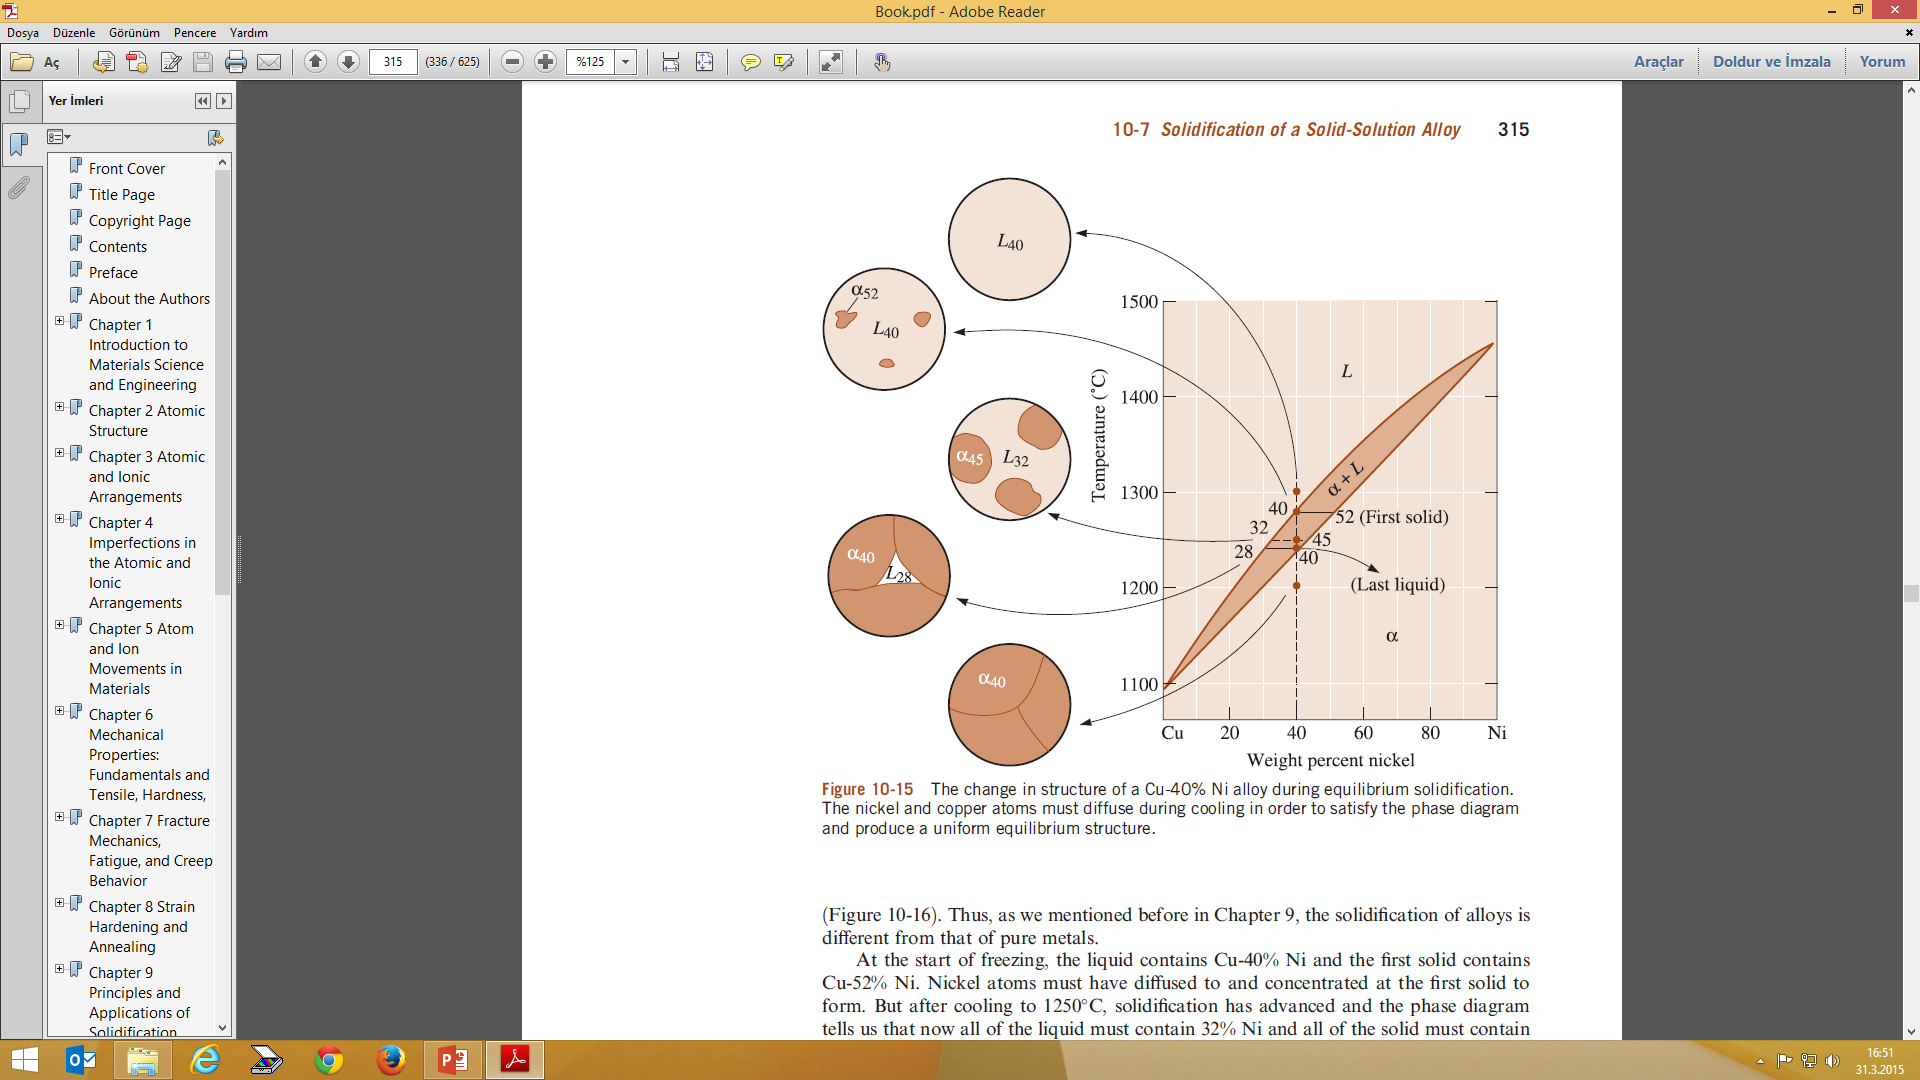 Book.pdf - Adobe Reader
Dosya Düzenle Görünüm Pencere Yardım
Aç 315 (336 / 625) %125 Araçlar Doldur ve İmzala Yorum
Yer İmleri
Front Cover
Title Page
Copyright Page
Contents
Preface
About the Authors
Chapter 1
Introduction to
Materials Science
and Engineering
Chapter 2 Atomic
Structure
Chapter 3 Atomic
and Ionic
Arrangements
Chapter 4
Imperfections in
the Atomic and
Ionic
Arrangements
Chapter 5 Atom
and Ion
Movements in
Materials
Chapter 6
Mechanical
Properties:
Fundamentals and
Tensile, Hardness,
Chapter 7 Fracture
Mechanics,
Fatigue, and Creep
Behavior
Chapter 8 Strain
Hardening and
Annealing
Chapter 9
Principles and
Applications of
Solidification
10-7 Solidification of a Solid-Solution Alloy 315
L40
α52
L40
α45 L32
α40
L28
α40
Temperature (°C)
1500
1400
1300
1200
1100
L
α + L
40
52 (First solid)
32
45
28
40
(Last liquid)
α
Cu 20 40 60 80 Ni
Weight percent nickel
Figure 10-15 The change in structure of a Cu-40% Ni alloy during equilibrium solidification.
The nickel and copper atoms must diffuse during cooling in order to satisfy the phase diagram
and produce a uniform equilibrium structure.
(Figure 10-16). Thus, as we mentioned before in Chapter 9, the solidification of alloys is
different from that of pure metals.
At the start of freezing, the liquid contains Cu-40% Ni and the first solid contains
Cu-52% Ni. Nickel atoms must have diffused to and concentrated at the first solid to
form. But after cooling to 1250°C, solidification has advanced and the phase diagram
tells us that now all of the liquid must contain 32% Ni and all of the solid must contain
16:51
31.3.2015